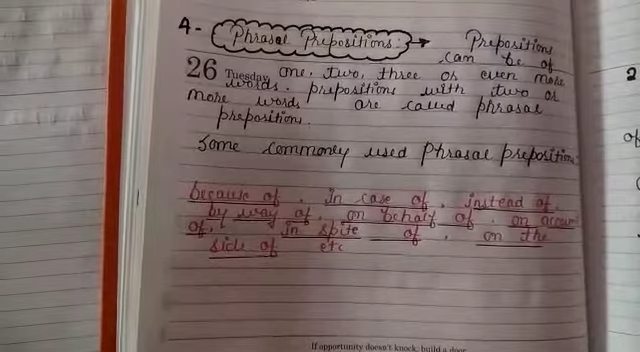 4- Phrasal Prepositions:- → Prepositions
can be of
26 Tuesday one, two, three or even more
words. prepositions with two or
more words are called phrasal
prepositions.
Some commonly used Phrasal prepositions
because of, In case of, instead of,
by way of, on behalf of, on account
of, In spite of, on the
side of etc
If opportunity doesn't knock, build a door
2
of